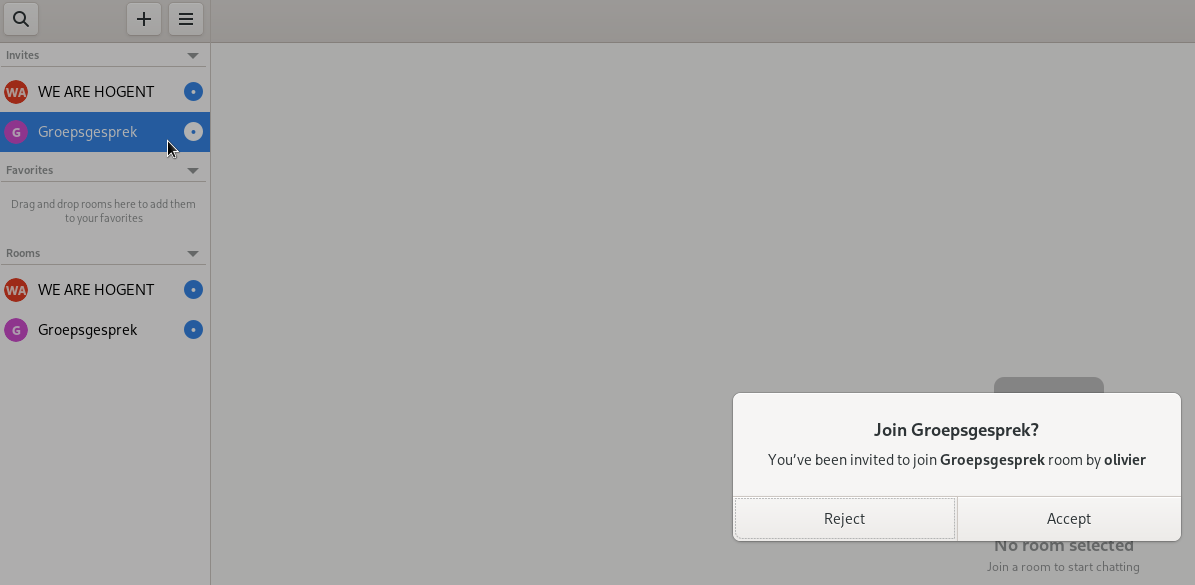 Invites
WA WE ARE HOGENT
G Groepsgesprek
Favorites
Drag and drop rooms here to add them
to your favorites
Rooms
WA WE ARE HOGENT
G Groepsgesprek
Join Groepsgesprek?
You've been invited to join Groepsgesprek room by olivier
Reject Accept
No room selected
Join a room to start chatting